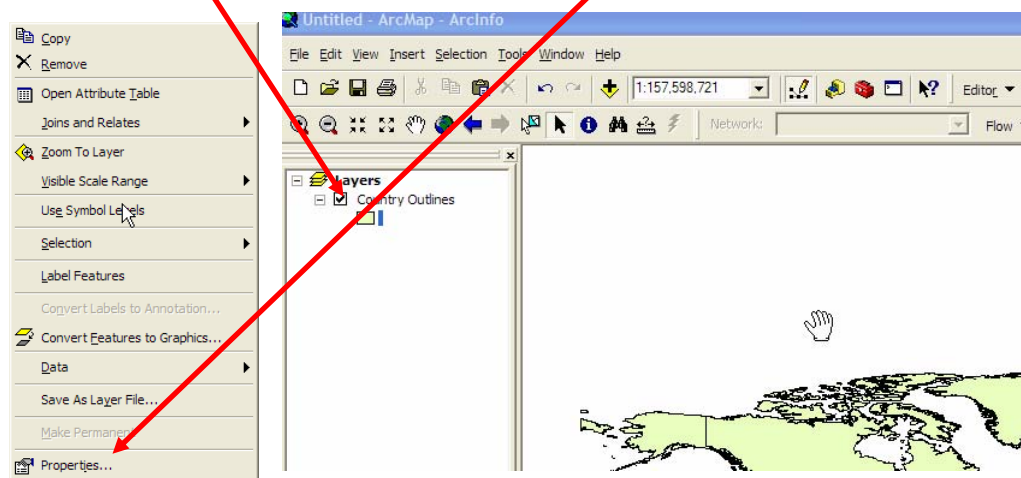 Copy
Remove
Open Attribute Table
Joins and Relates
Zoom To Layer
Visible Scale Range
Use Symbol Levels
Selection
Label Features
Convert Labels to Annotation...
Convert Features to Graphics...
Data
Save As Layer File...
Make Permanent
Properties...
Untitled - ArcMap - ArcInfo
File Edit View Insert Selection Tools Window Help
1:157,598,721 Editor
Network: Flow
Layers
Country Outlines